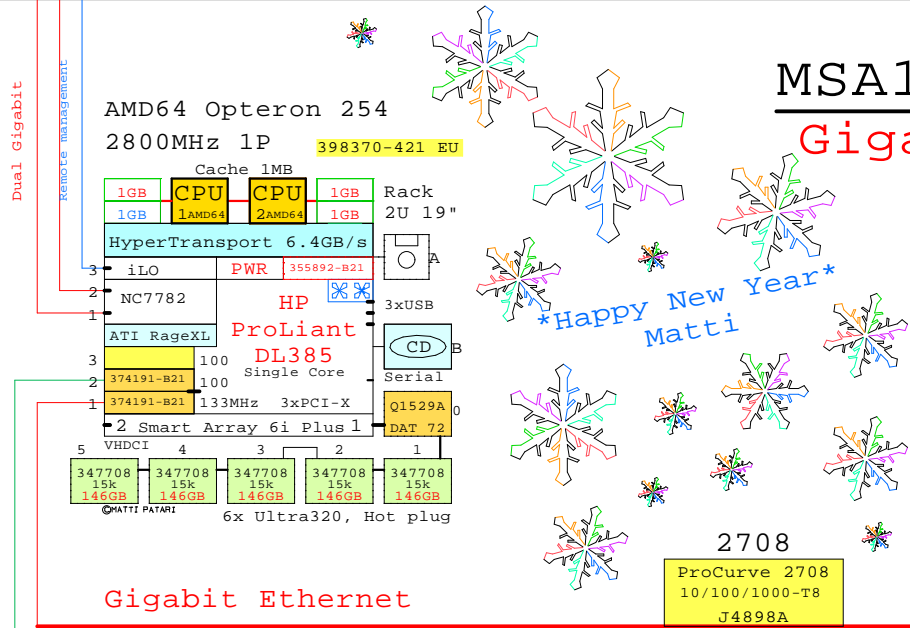 Dual Gigabit
Remote management
AMD64 Opteron 254
2800MHz 1P
398370-421 EU
Cache 1MB
1GB CPU CPU 1GB Rack
1GB 1AMD64 2AMD64 1GB 2U 19"
HyperTransport 6.4GB/s
A
3 iLO PWR 355892-B21
2 NC7782
1
HP
ProLiant
DL385
Single Core
3xUSB
ATI RageXL
CD B
Serial
3 100
2 374191-B21 100
1 374191-B21 133MHz 3xPCI-X
Q1529A 0
DAT 72
2 Smart Array 6i Plus 1
VHDCI
5 4 3 2 1
347708 347708 347708 347708 347708
15k 15k 15k 15k 15k
146GB 146GB 146GB 146GB 146GB
©MATTI PATARI
6x Ultra320, Hot plug
Gigabit Ethernet
MSA1
Giga
*Happy New Year*
Matti
2708
ProCurve 2708
10/100/1000-T8
J4898A